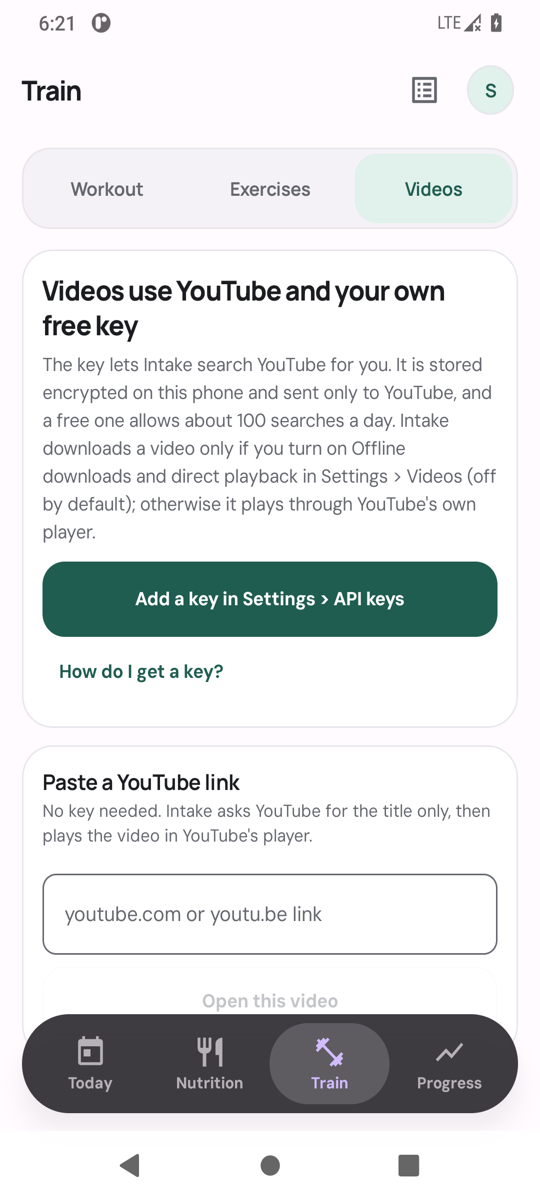 6:21
LTE
Train
S
Workout
Exercises
Videos
Videos use YouTube and your own
free key
The key lets Intake search YouTube for you. It is stored
encrypted on this phone and sent only to YouTube, and
a free one allows about 100 searches a day. Intake
downloads a video only if you turn on Offline
downloads and direct playback in Settings > Videos (off
by default); otherwise it plays through YouTube's own
player.
Add a key in Settings > API keys
How do I get a key?
Paste a YouTube link
No key needed. Intake asks YouTube for the title only, then
plays the video in YouTube's player.
youtube.com or youtu.be link
Open this video
Today
Nutrition
Train
Progress